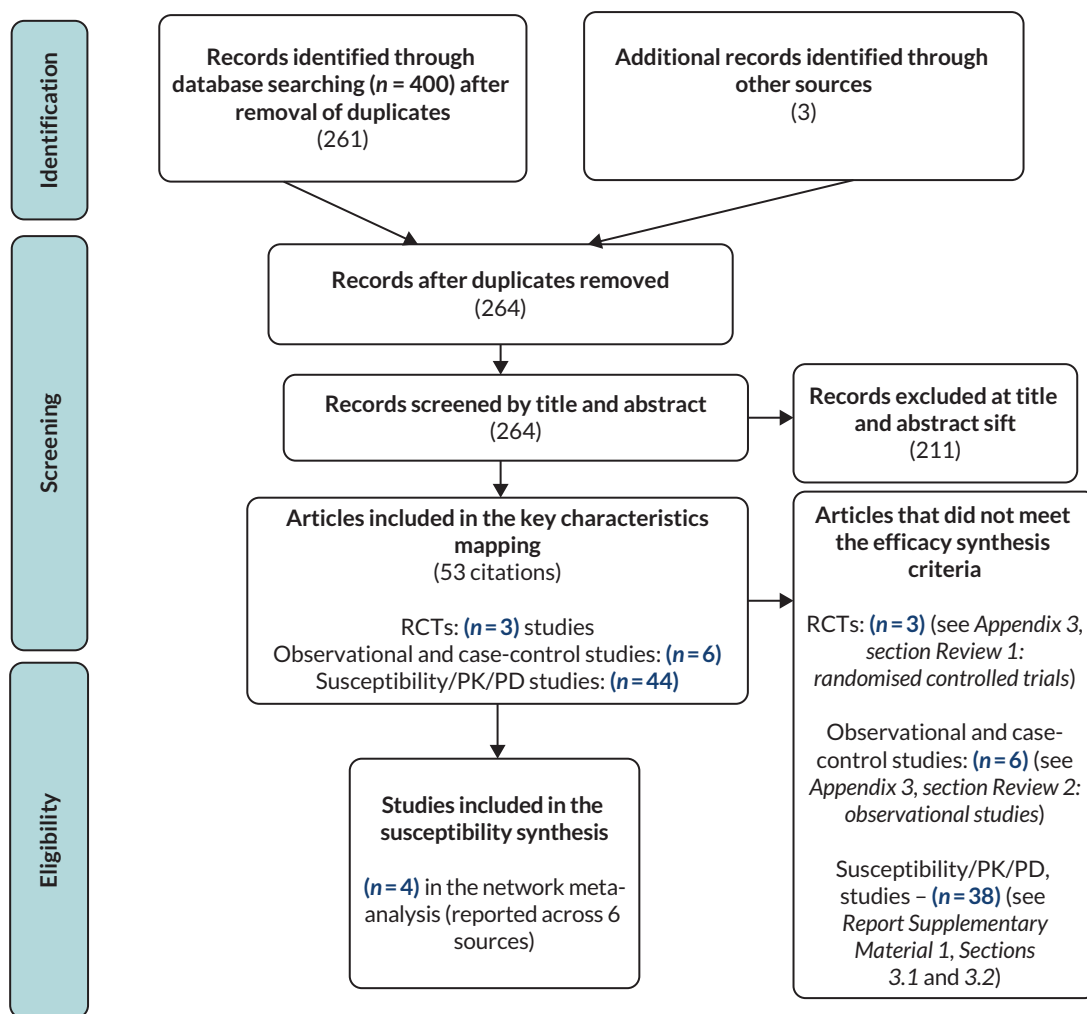 Identification
Records identified through
database searching (n = 400) after
removal of duplicates
(261)
Additional records identified through
other sources
(3)
Screening
Records after duplicates removed
(264)
Records screened by title and abstract
(264)
Records excluded at title
and abstract sift
(211)
Articles included in the key characteristics
mapping
(53 citations)
RCTs: (n = 3) studies
Observational and case-control studies: (n = 6)
Susceptibility/PK/PD studies: (n = 44)
Articles that did not meet
the efficacy synthesis
criteria
RCTs: (n = 3) (see Appendix 3,
section Review 1:
randomised controlled trials)
Observational and case-
control studies: (n = 6) (see
Appendix 3, section Review 2:
observational studies)
Susceptibility/PK/PD,
studies – (n = 38) (see
Report Supplementary
Material 1, Sections
3.1 and 3.2)
Eligibility
Studies included in the
susceptibility synthesis
(n = 4) in the network meta-
analysis (reported across 6
sources)